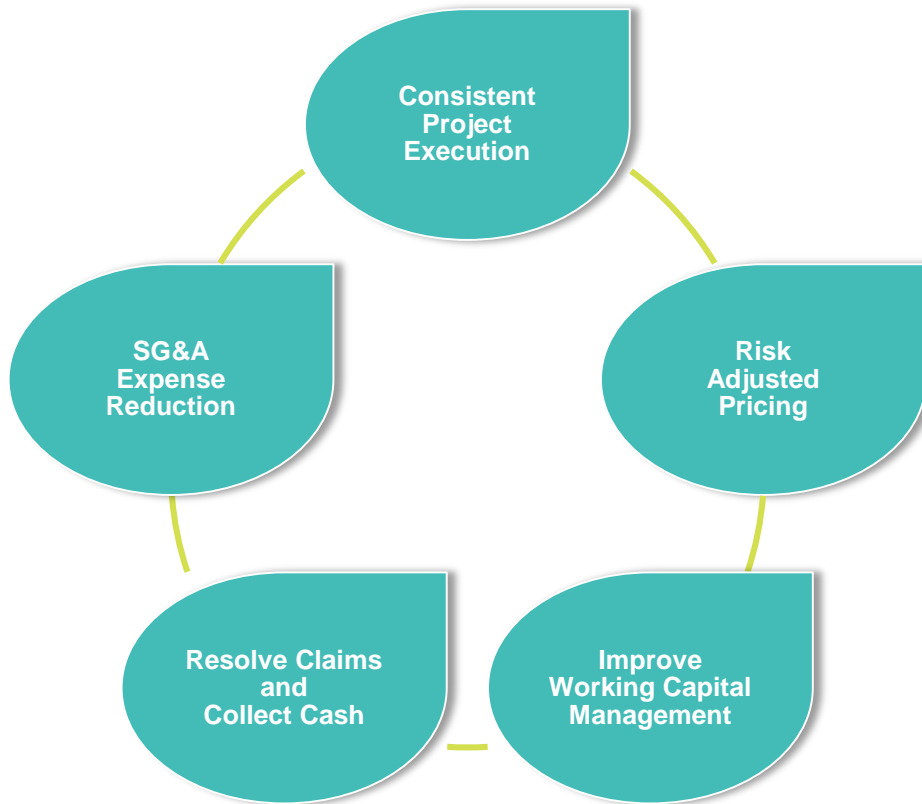 Consistent
Project
Execution
Risk
Adjusted
Pricing
Improve
Working Capital
Management
Resolve Claims
and
Collect Cash
SG&A
Expense
Reduction